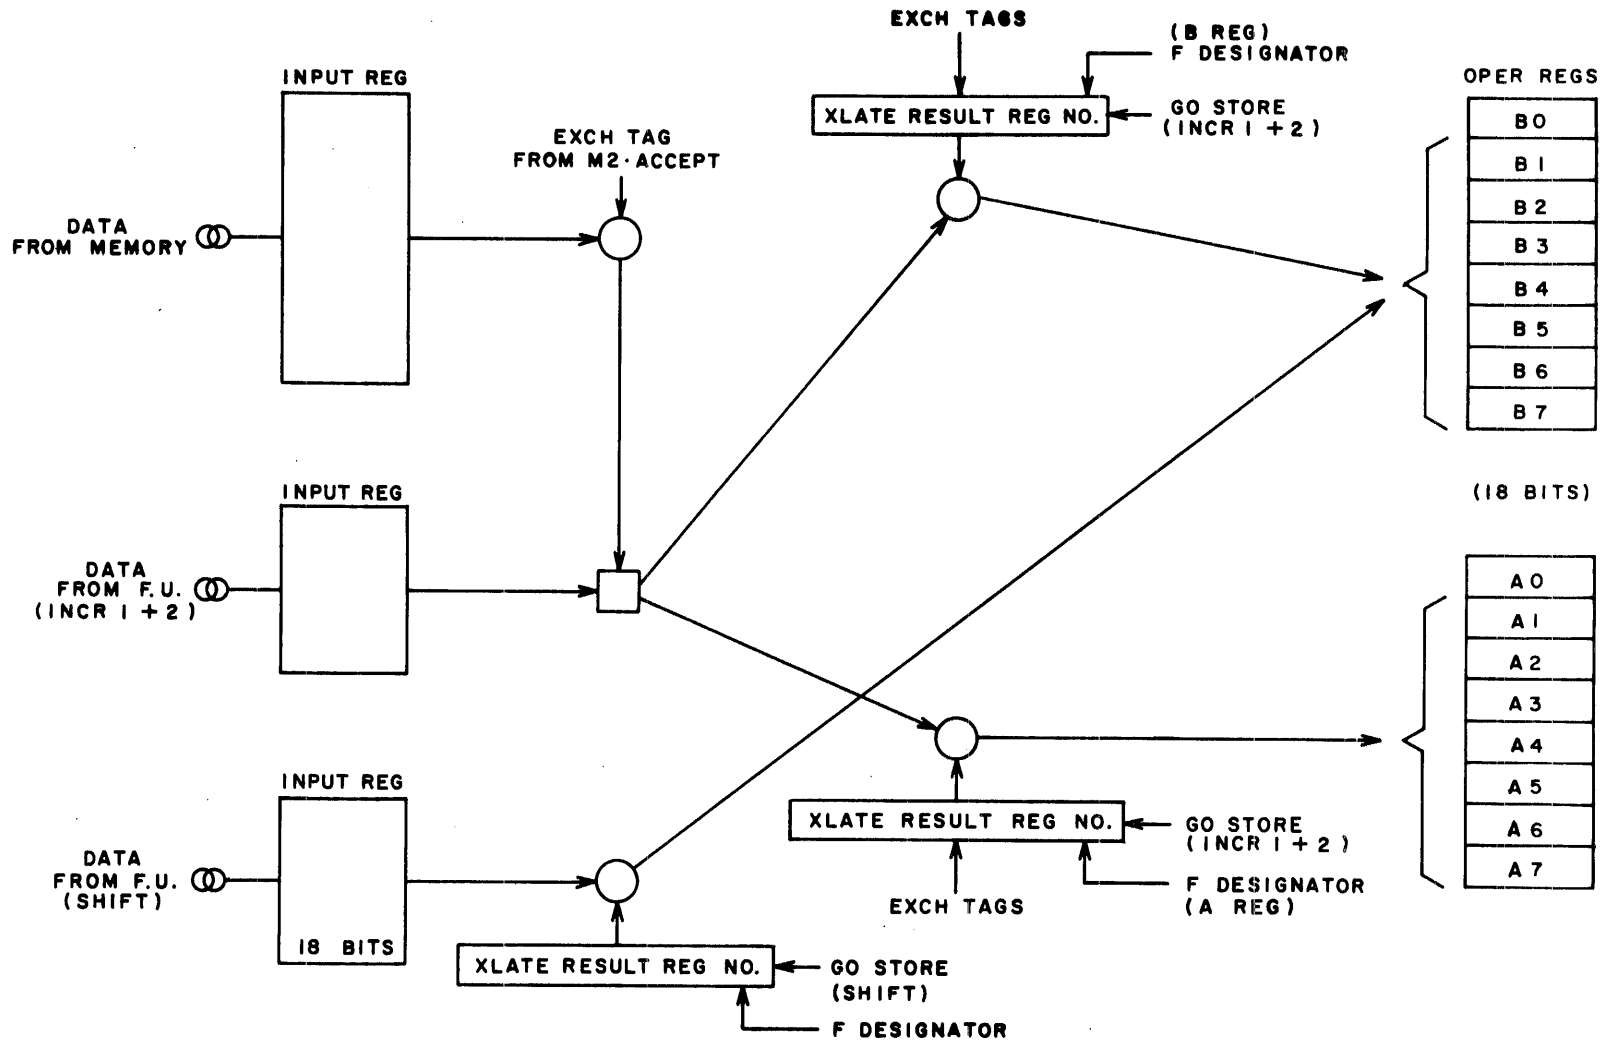 EXCH TAGS
(B REG)
F DESIGNATOR
INPUT REG
OPER REGS
XLATE RESULT REG NO.
GO STORE
(INCR 1 + 2)
EXCH TAG
FROM M2·ACCEPT
B0
B1
B2
B3
B4
B5
B6
B7
DATA
FROM MEMORY
INPUT REG
(18 BITS)
DATA
FROM F.U.
(INCR 1 + 2)
A0
A1
A2
A3
A4
A5
A6
A7
INPUT REG
XLATE RESULT REG NO.
GO STORE
(INCR 1 + 2)
DATA
FROM F.U.
(SHIFT)
F DESIGNATOR
(A REG)
EXCH TAGS
18 BITS
XLATE RESULT REG NO.
GO STORE
(SHIFT)
F DESIGNATOR